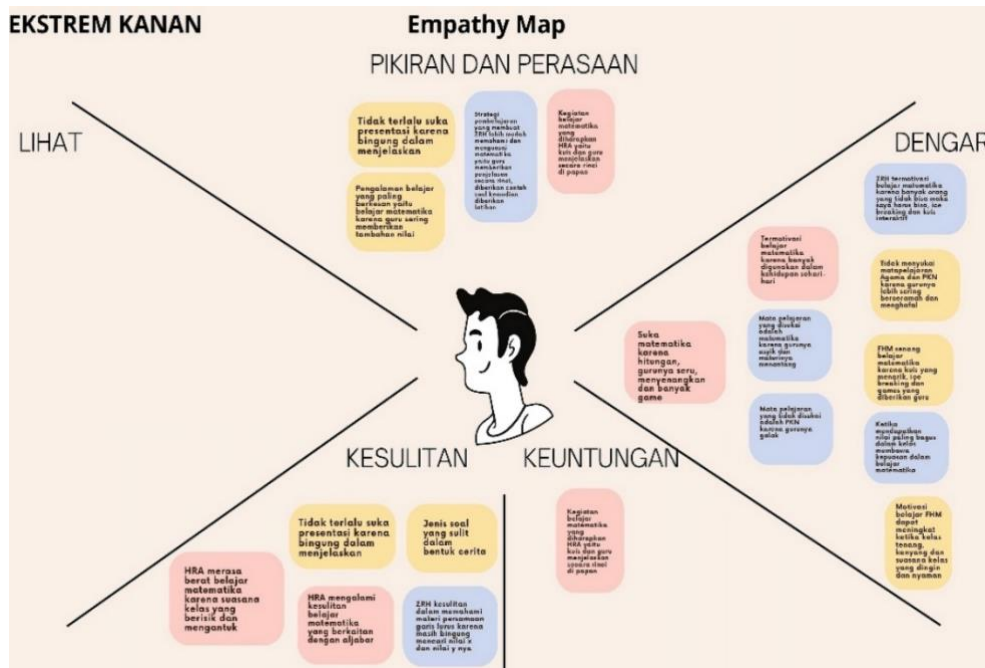 EKSTREM KANAN
Empathy Map
PIKIRAN DAN PERASAAN
Tidak terlalu suka
presentasi karena
bingung dalam
menjelaskan
Strategi
pembelajaran
yang membuat
ZRH lebih mudah
memahami dan
menguasai
matematika
yaitu guru
memberikan
penjelasan
secara rinci,
diberikan contoh
soal kemudian
diberikan
latihan
Kegiatan
belajar
matematika
yang
diharapkan
HRA yaitu
kuis dan guru
menjelaskan
secara rinci
di papan
Pengalaman belajar
yang paling
berkesan yaitu
belajar matematika
karena guru sering
memberikan
tambahan nilai
LIHAT
DENGAR
ZRH termotivasi
belajar matematika
karena banyak orang
yang tidak bisa maka
saya harus bisa, ice
breaking dan kuis
interaktif
Termotivasi
belajar
matematika
karena banyak
digunakan dalam
kehidupan sehari-
hari
Tidak menyukai
matapelajaran
Agama dan PKN
karena gurunya
lebih sering
berceramah dan
menghafal
Suka
matematika
karena
hitungan,
gurunya seru,
menyenangkan
dan banyak
game
Mata pelajaran
yang disukai
adalah
matematika
karena gurunya
asyik dan
materinya
menantang
FHM senang
belajar
matematika
karena kuis yang
menarik, ice
breaking dan
games yang
diberikan guru
Mata pelajaran
yang tidak disukai
adalah PKN
karena gurunya
galak
Ketika
mendapatkan
nilai paling bagus
dalam kelas
membawa
kepuasan dalam
belajar
matematika
Motivasi
belajar FHM
dapat
meningkat
ketika kelas
tenang,
kenyang dan
suasana kelas
yang dingin
dan nyaman
KESULITAN
Tidak terlalu suka
presentasi karena
bingung dalam
menjelaskan
Jenis soal
yang sulit
dalam
bentuk cerita
HRA merasa
berat belajar
matematika
karena suasana
kelas yang
berisik dan
mengantuk
HRA mengalami
kesulitan
belajar
matematika
yang berkaitan
dengan aljabar
ZRH kesulitan
dalam memahami
materi persamaan
garis lurus karena
masih bingung
mencari nilai x
dan nilai y nya
KEUNTUNGAN
Kegiatan
belajar
matematika
yang
diharapkan
HRA yaitu
kuis dan guru
menjelaskan
secara rinci
di papan